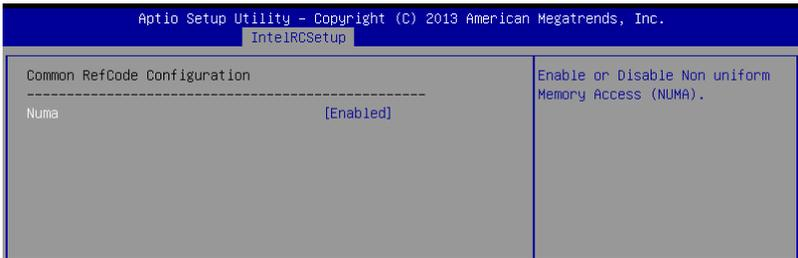 Aptio Setup Utility – Copyright (C) 2013 American Megatrends, Inc.
IntelRCSetup
Common RefCode Configuration
------------------------------------------------
Numa [Enabled]
Enable or Disable Non uniform
Memory Access (NUMA).